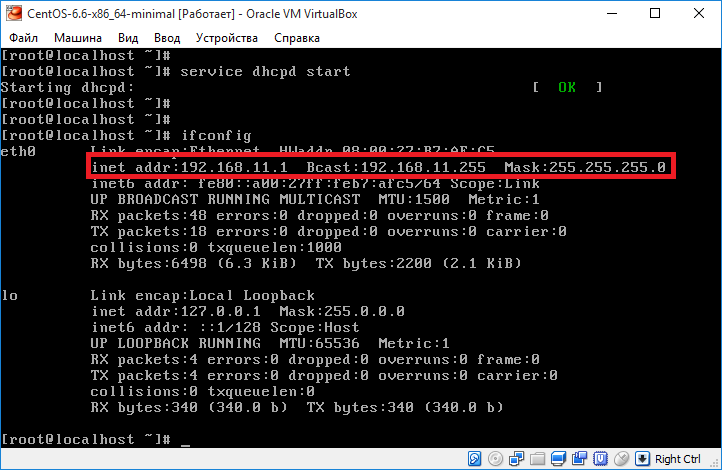 CentOS-6.6-x86_64-minimal [Работает] - Oracle VM VirtualBox
Файл Машина Вид Ввод Устройства Справка
[root@localhost ~]#
[root@localhost ~]# service dhcpd start
Starting dhcpd: [ OK ]
[root@localhost ~]#
[root@localhost ~]#
[root@localhost ~]# ifconfig
eth0 Link encap:Ethernet HWaddr 08:00:27:B7:AF:C5
inet addr:192.168.11.1 Bcast:192.168.11.255 Mask:255.255.255.0
inet6 addr: fe80::a00:27ff:feb7:afc5/64 Scope:Link
UP BROADCAST RUNNING MULTICAST MTU:1500 Metric:1
RX packets:48 errors:0 dropped:0 overruns:0 frame:0
TX packets:18 errors:0 dropped:0 overruns:0 carrier:0
collisions:0 txqueuelen:1000
RX bytes:6498 (6.3 KiB) TX bytes:2200 (2.1 KiB)
lo Link encap:Local Loopback
inet addr:127.0.0.1 Mask:255.0.0.0
inet6 addr: ::1/128 Scope:Host
UP LOOPBACK RUNNING MTU:65536 Metric:1
RX packets:4 errors:0 dropped:0 overruns:0 frame:0
TX packets:4 errors:0 dropped:0 overruns:0 carrier:0
collisions:0 txqueuelen:0
RX bytes:340 (340.0 b) TX bytes:340 (340.0 b)
[root@localhost ~]# _
Right Ctrl